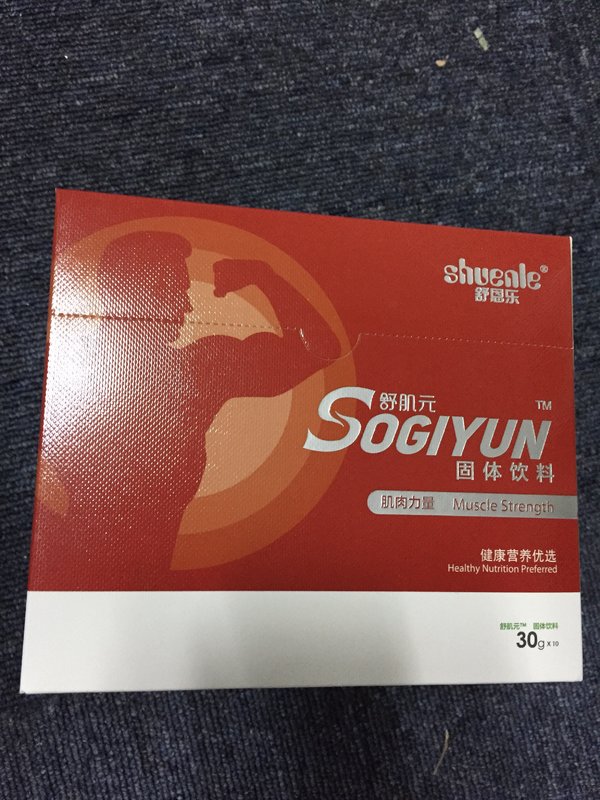 shuenle®
舒恩乐
舒肌元
SOGIYUN™
固体饮料
肌肉力量 Muscle Strength
健康营养优选
Healthy Nutrition Preferred
舒肌元™ 固体饮料
30g x 10